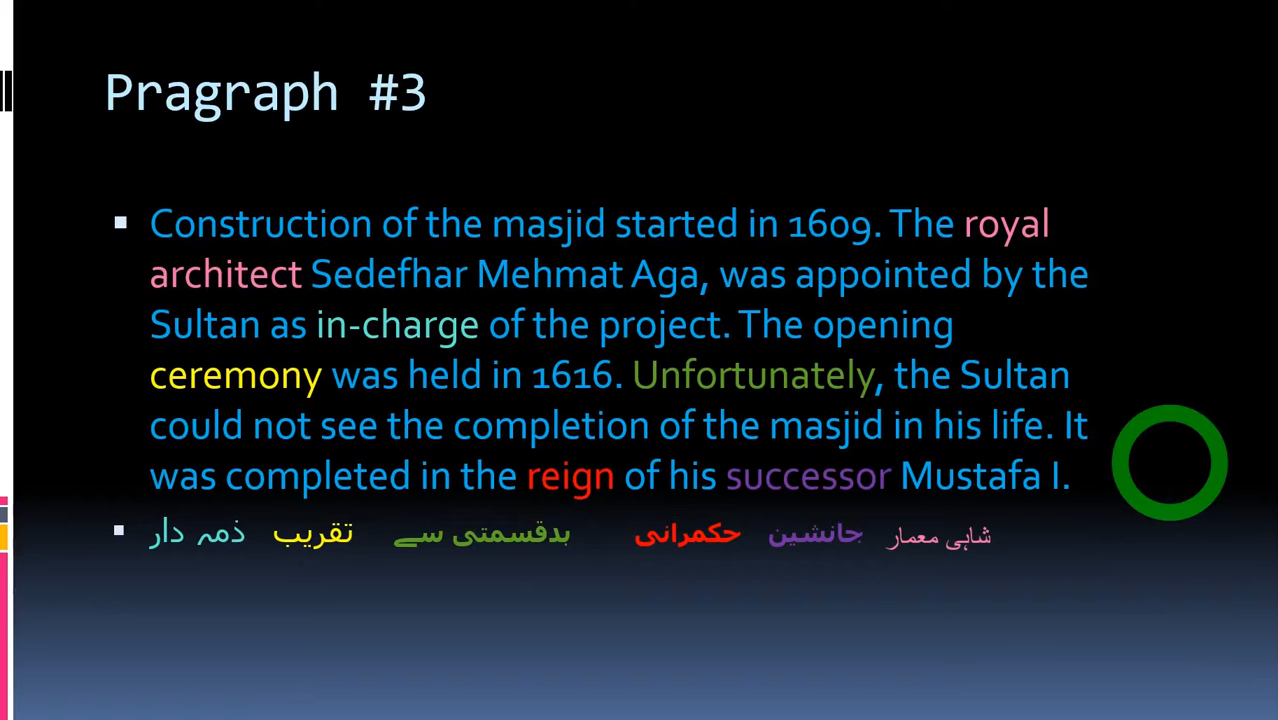 Pragraph #3
Construction of the masjid started in 1609. The royal
architect Sedefhar Mehmat Aga, was appointed by the
Sultan as in-charge of the project. The opening
ceremony was held in 1616. Unfortunately, the Sultan
could not see the completion of the masjid in his life. It
was completed in the reign of his successor Mustafa I.
شاہی معمار جانشین حکمرانی بدقسمتی سے تقریب ذمہ دار